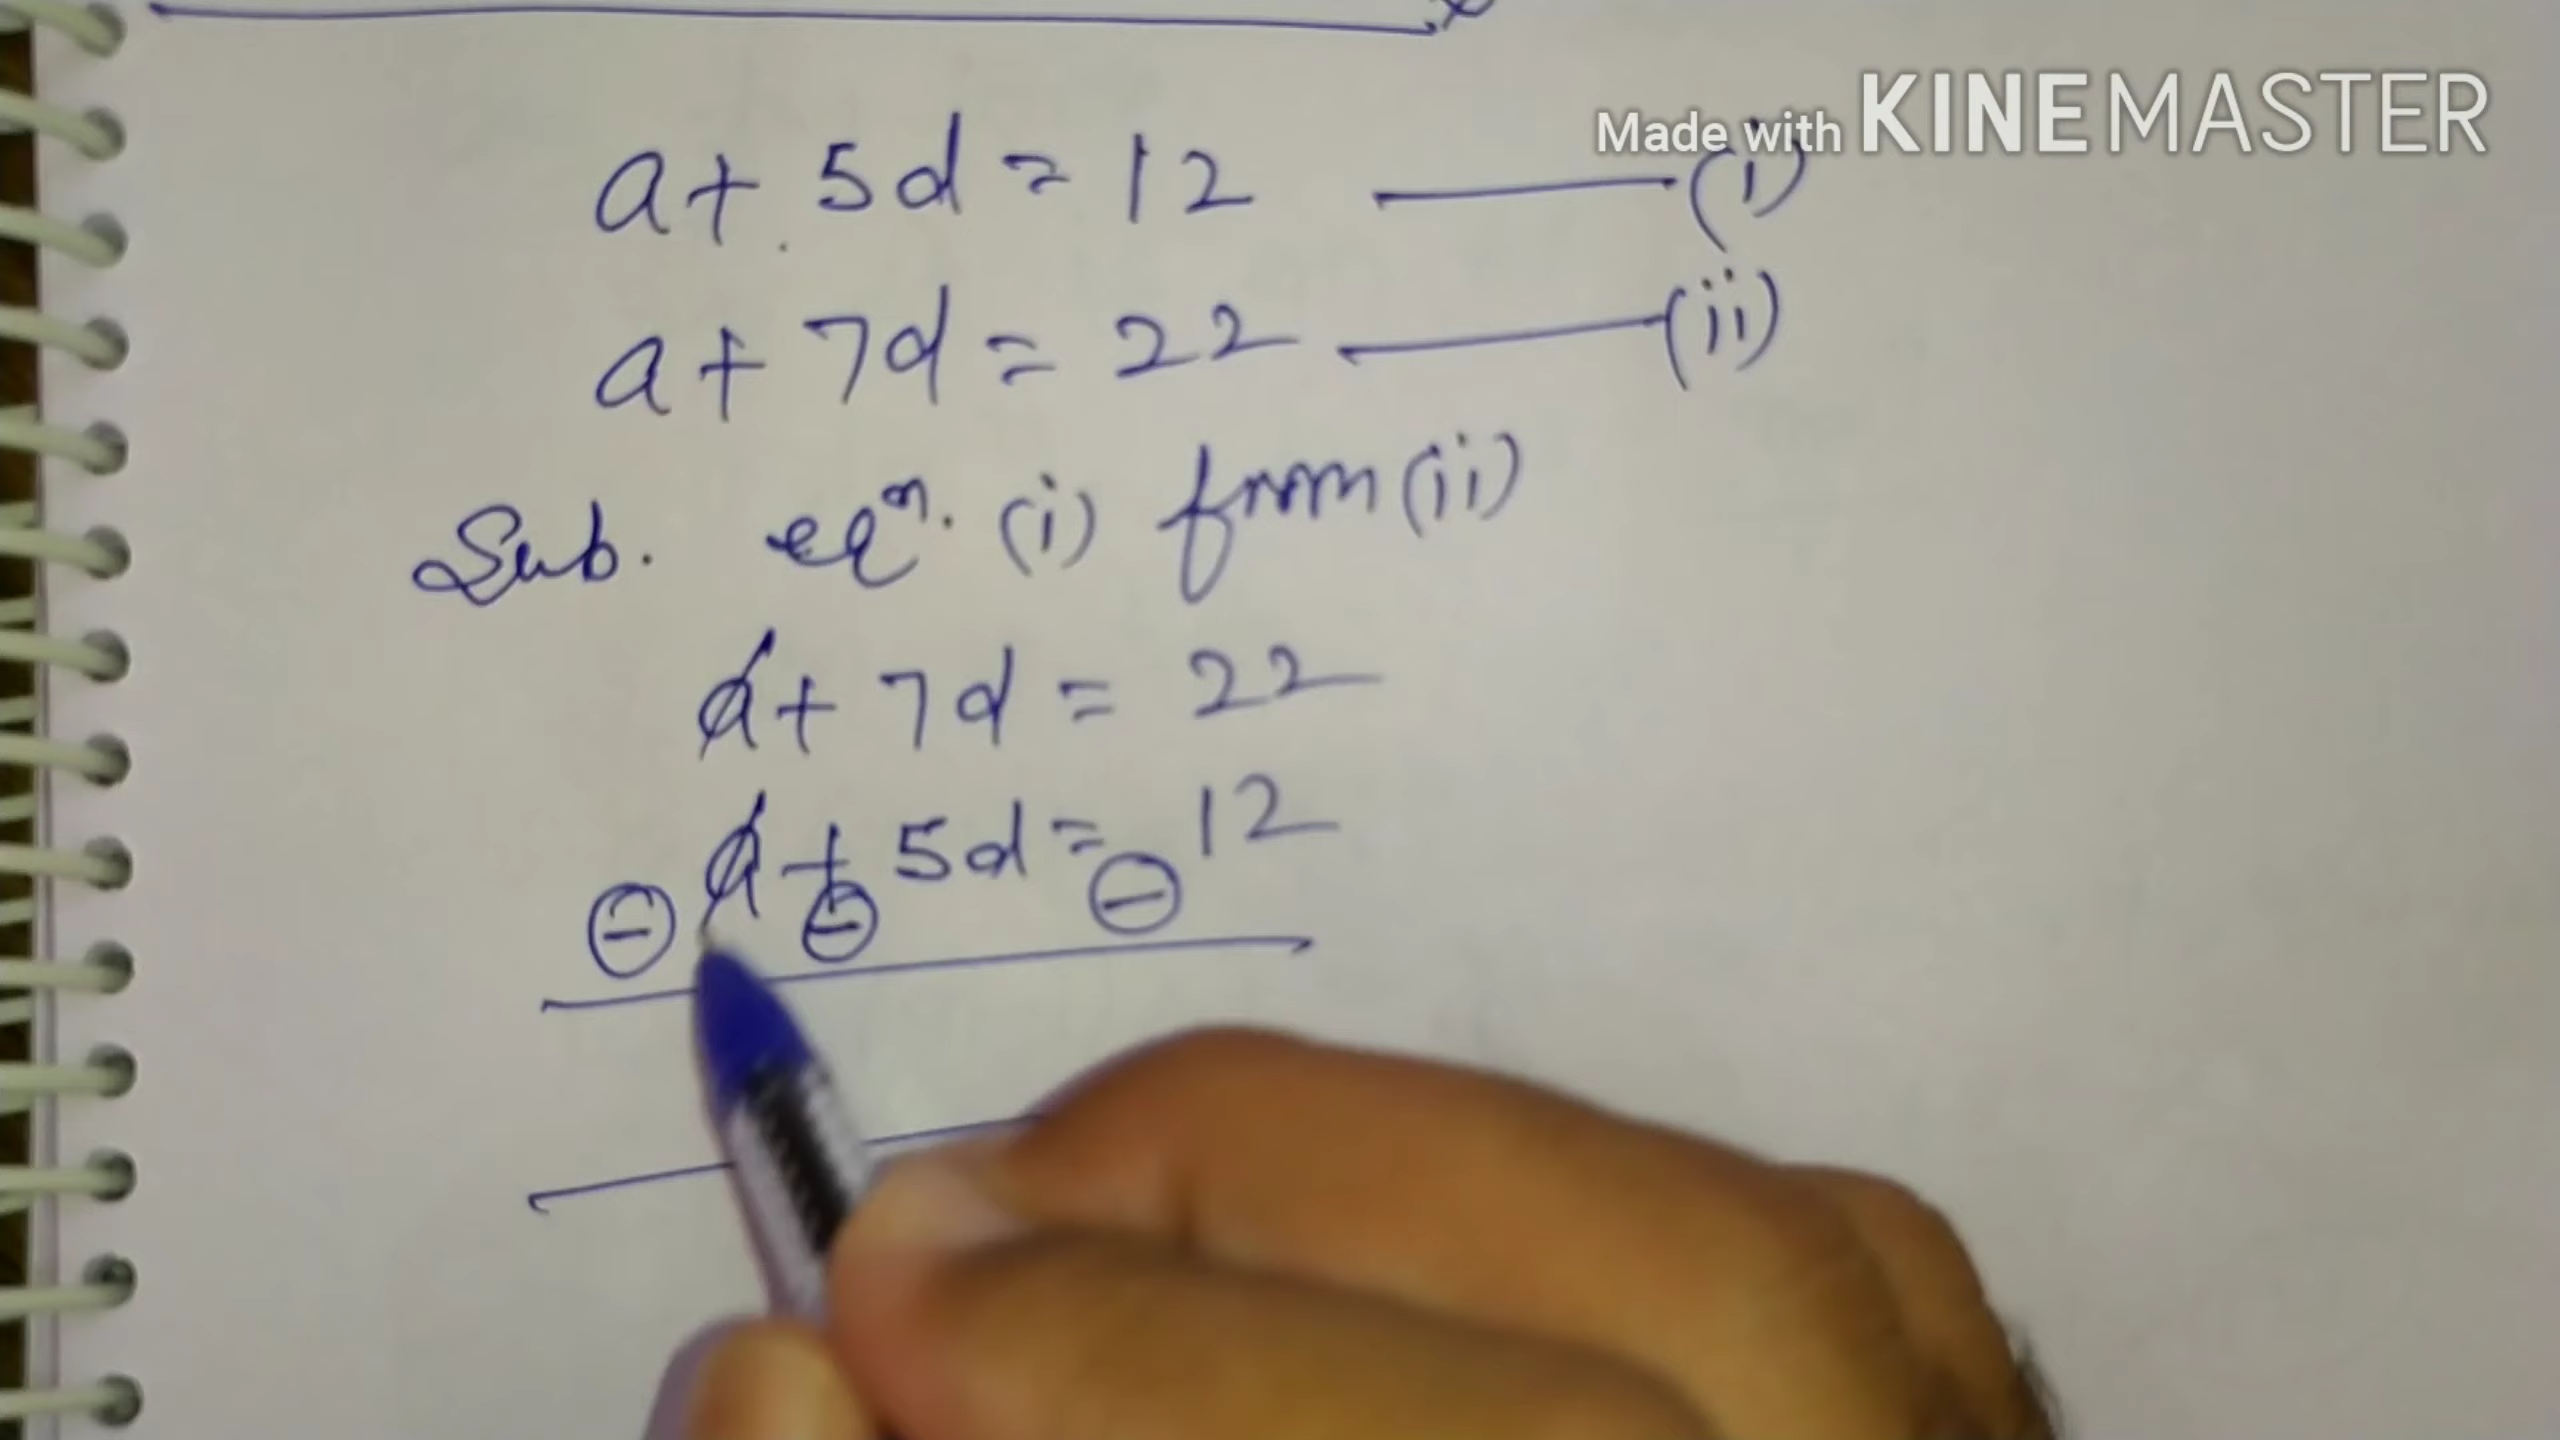 Made with KINEMASTER
a + 5d = 12 (i)
a + 7d = 22 (ii)
Sub. eqn. (i) from (ii)
a + 7d = 22
a + 5d = 12
⊖ ⊖ ⊖